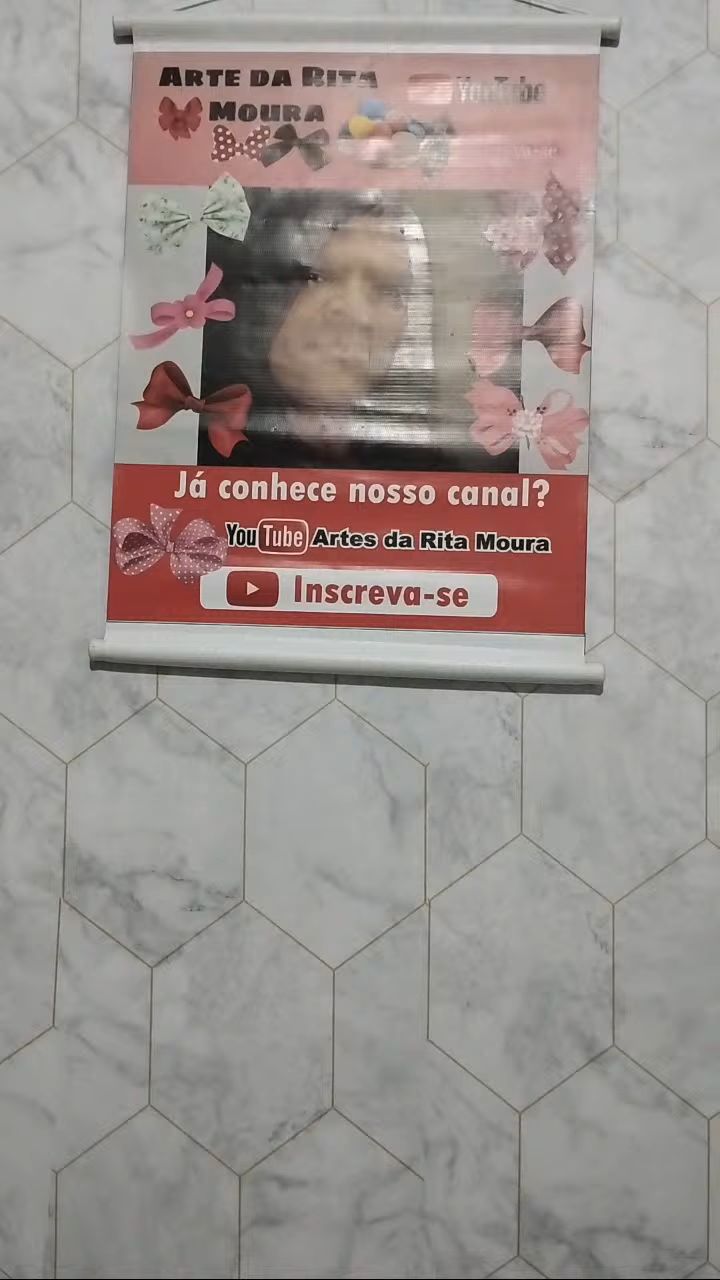 ARTE DA RITA
MOURA
YouTube
Já conhece nosso canal?
YouTube Artes da Rita Moura
Inscreva-se